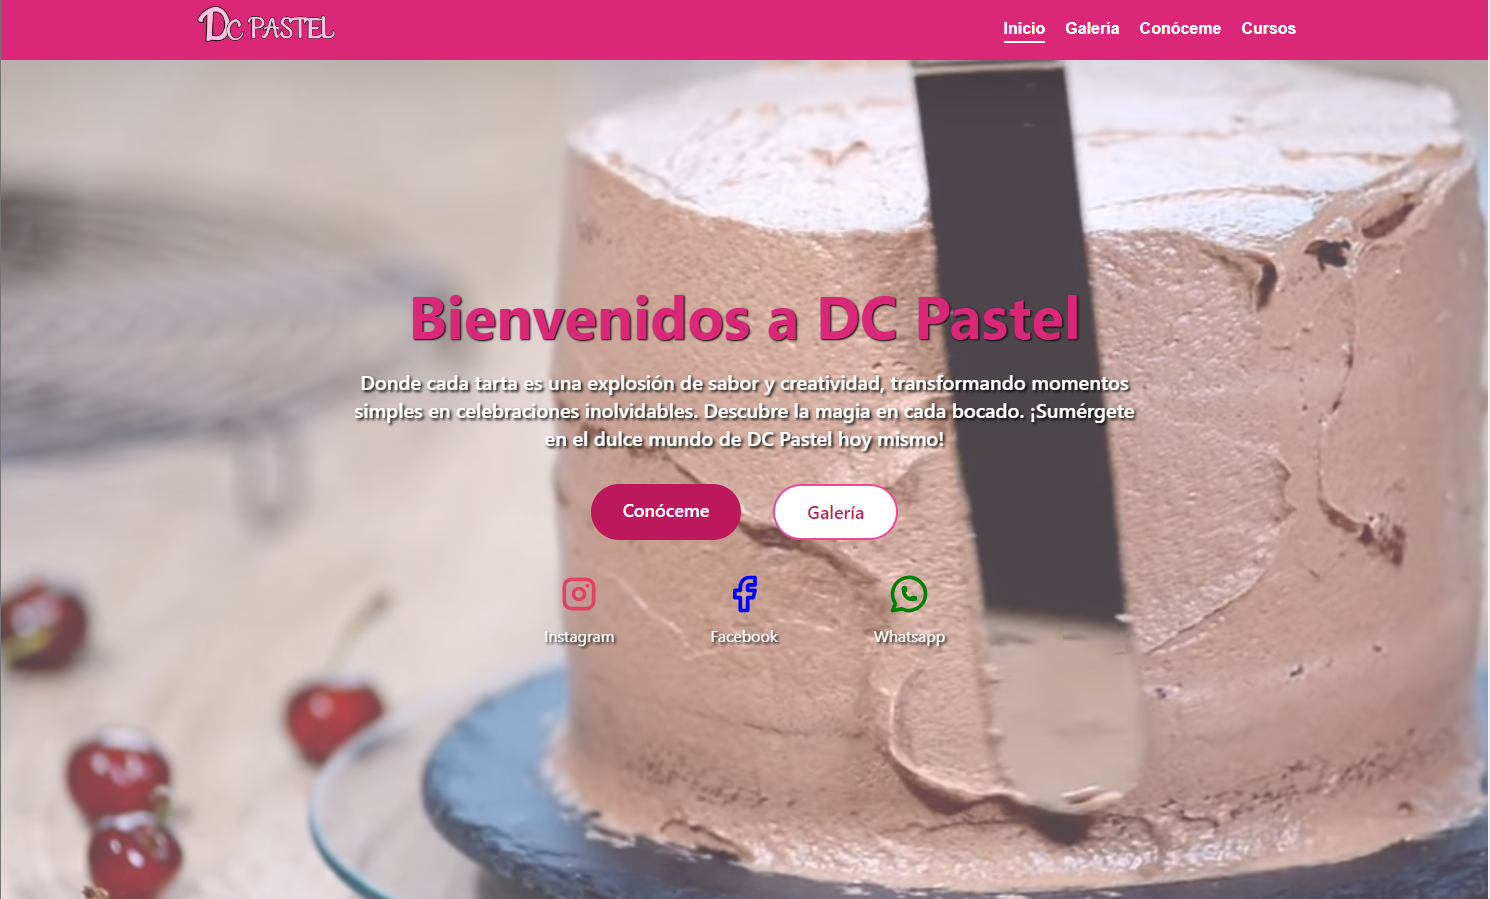 Dc PASTEL
Inicio Galería Conóceme Cursos
Bienvenidos a DC Pastel
Donde cada tarta es una explosión de sabor y creatividad, transformando momentos
simples en celebraciones inolvidables. Descubre la magia en cada bocado. ¡Sumérgete
en el dulce mundo de DC Pastel hoy mismo!
Conóceme Galería
Instagram Facebook Whatsapp